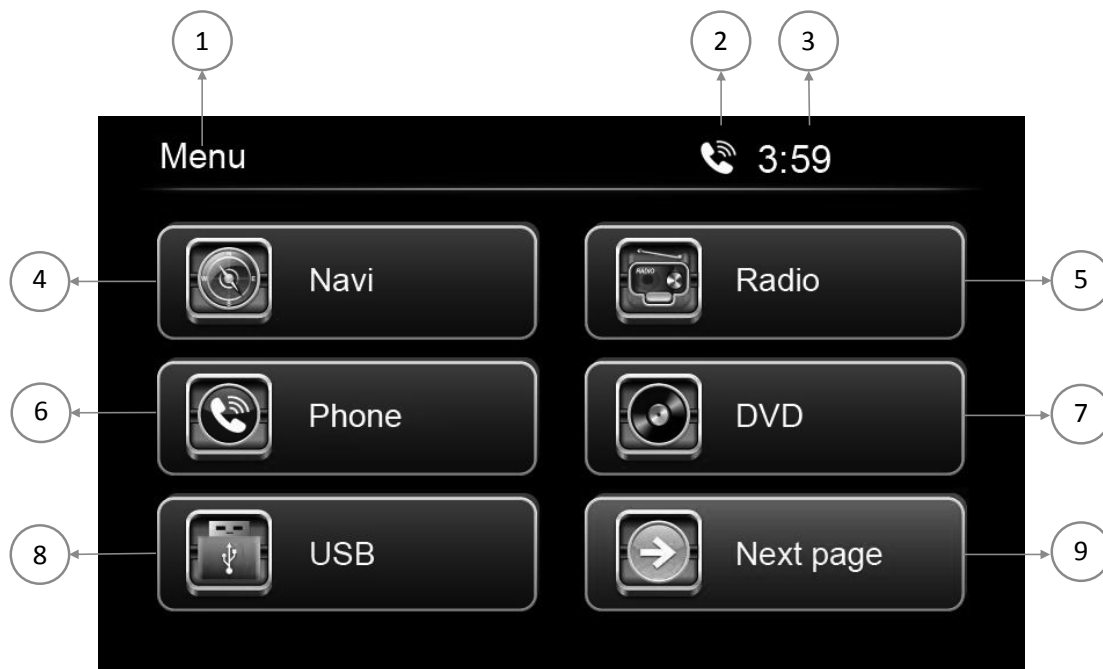 1 2 3
Menu 3:59
4 Navi RADIO Radio 5
6 Phone DVD 7
8 USB Next page 9